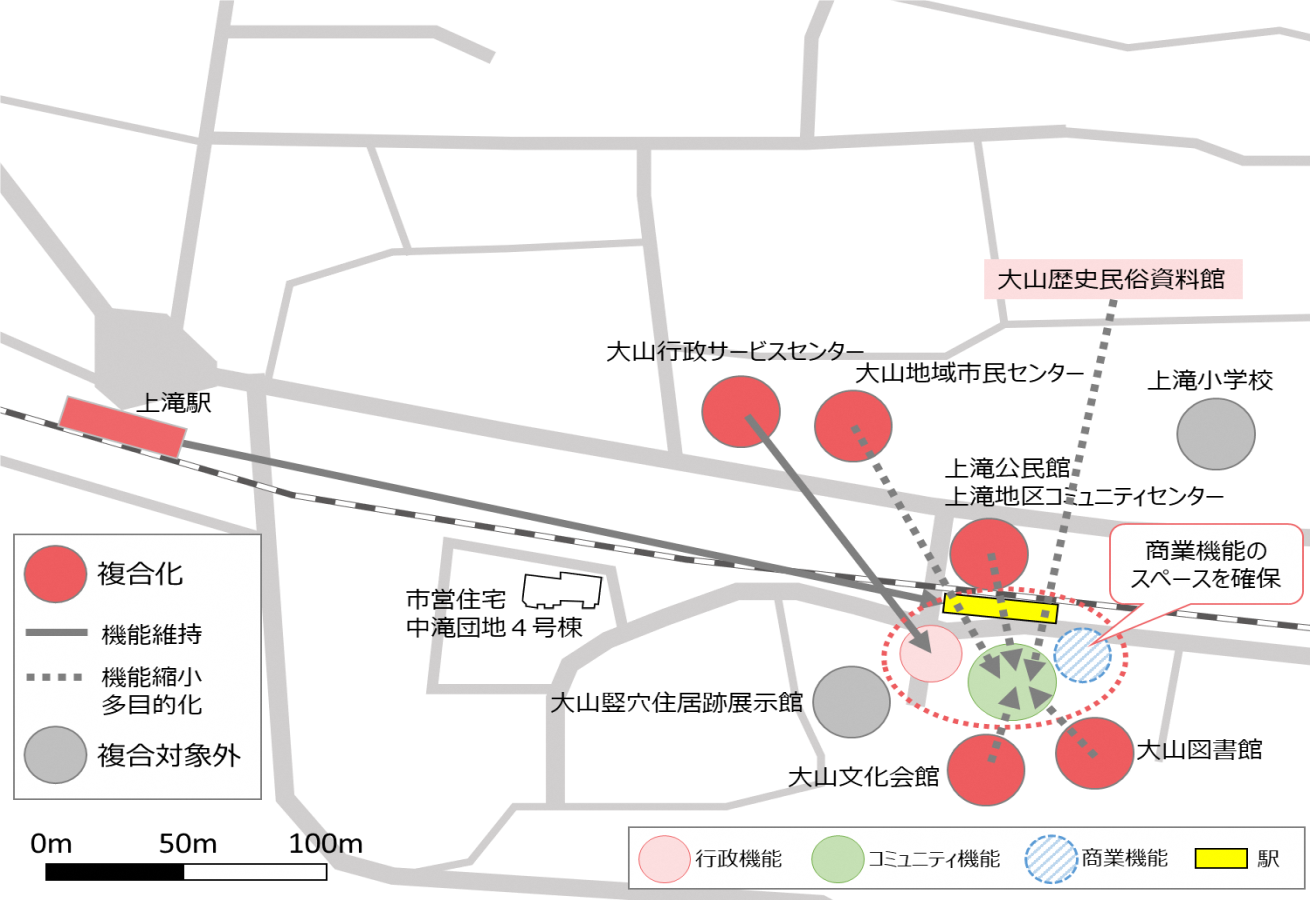 大山歴史民俗資料館
大山行政サービスセンター
大山地域市民センター
上滝小学校
上滝駅
上滝公民館
上滝地区コミュニティセンター
商業機能の
スペースを確保
複合化
機能維持
機能縮小
多目的化
複合対象外
市営住宅
中滝団地4号棟
大山竪穴住居跡展示館
大山文化会館
大山図書館
0m 50m 100m
行政機能 コミュニティ機能 商業機能 駅